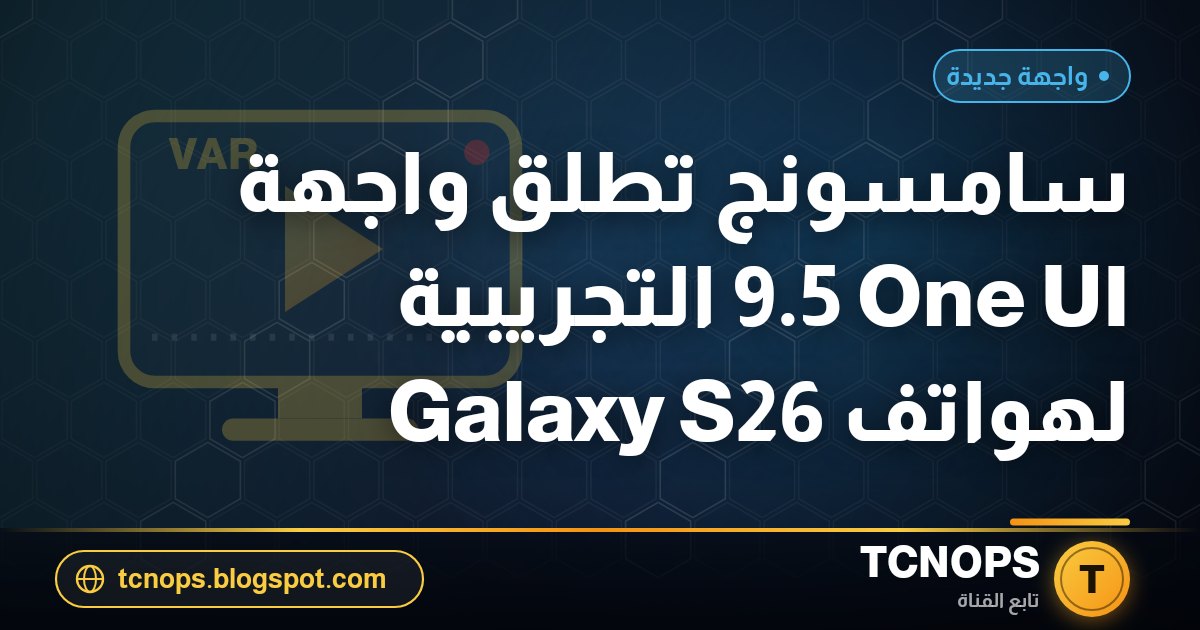 واجهة جديدة
VAR
سامسونج تطلق واجهة
One UI 9.5 التجريبية
لهواتف Galaxy S26
TCNOPS
تابع القناة
T
tcnops.blogspot.com